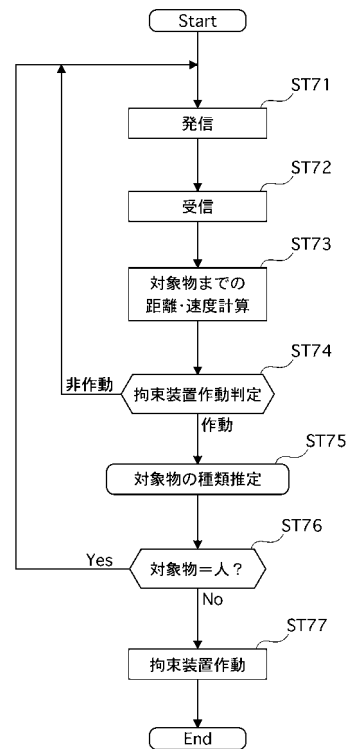 Start
ST71
発信
ST72
受信
ST73
対象物までの
距離・速度計算
ST74
非作動
拘束装置作動判定
作動
ST75
対象物の種類推定
ST76
Yes
対象物＝人？
No
ST77
拘束装置作動
End